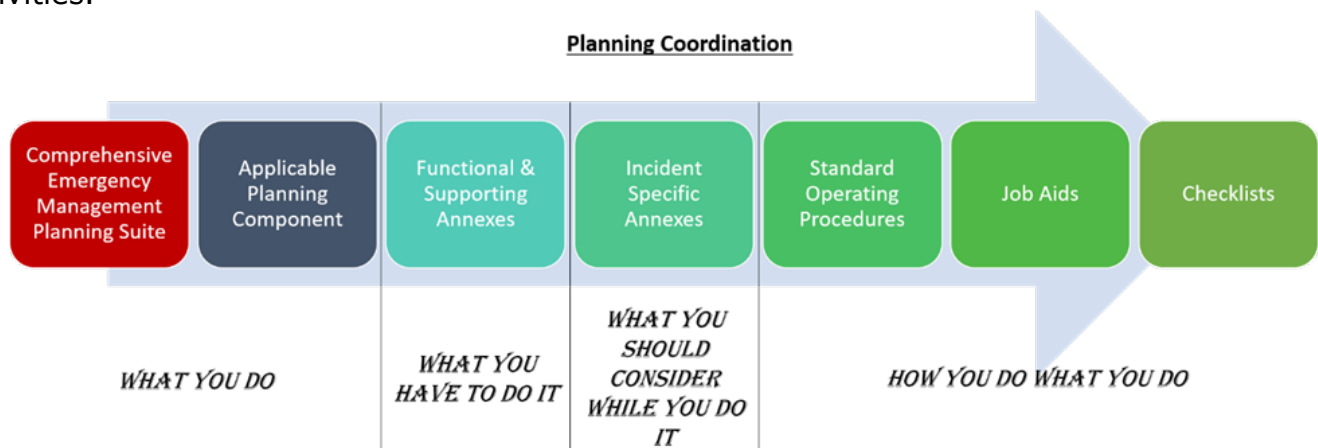 ivities.
Planning Coordination
Comprehensive
Emergency
Management
Planning Suite
Applicable
Planning
Component
Functional &
Supporting
Annexes
Incident
Specific
Annexes
Standard
Operating
Procedures
Job Aids
Checklists
WHAT YOU DO
WHAT YOU
HAVE TO DO IT
WHAT YOU
SHOULD
CONSIDER
WHILE YOU DO
IT
HOW YOU DO WHAT YOU DO